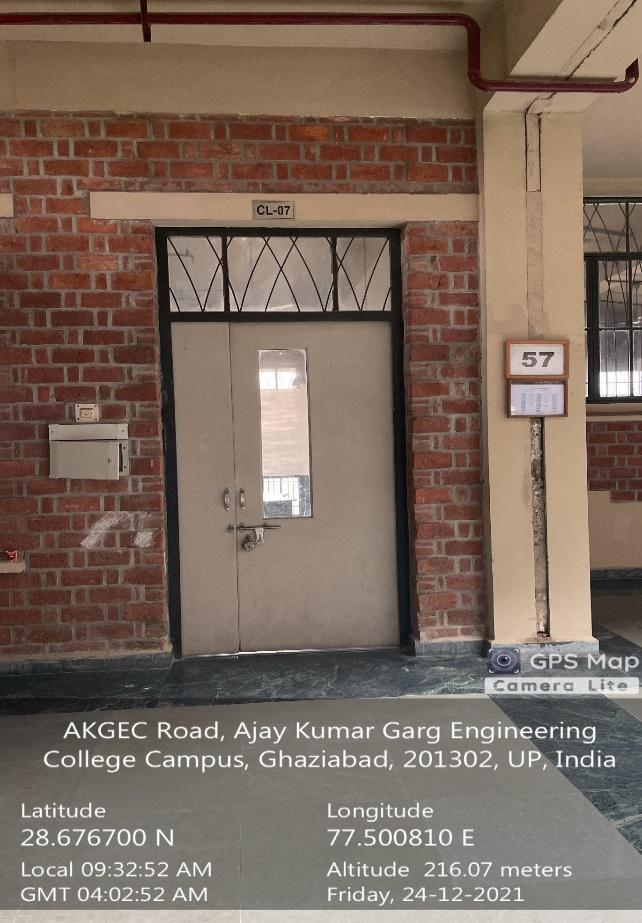 CL-07
57
GPS Map
Camera Lite
AKGEC Road, Ajay Kumar Garg Engineering
College Campus, Ghaziabad, 201302, UP, India
Latitude
28.676700 N
Longitude
77.500810 E
Local 09:32:52 AM
GMT 04:02:52 AM
Altitude 216.07 meters
Friday, 24-12-2021